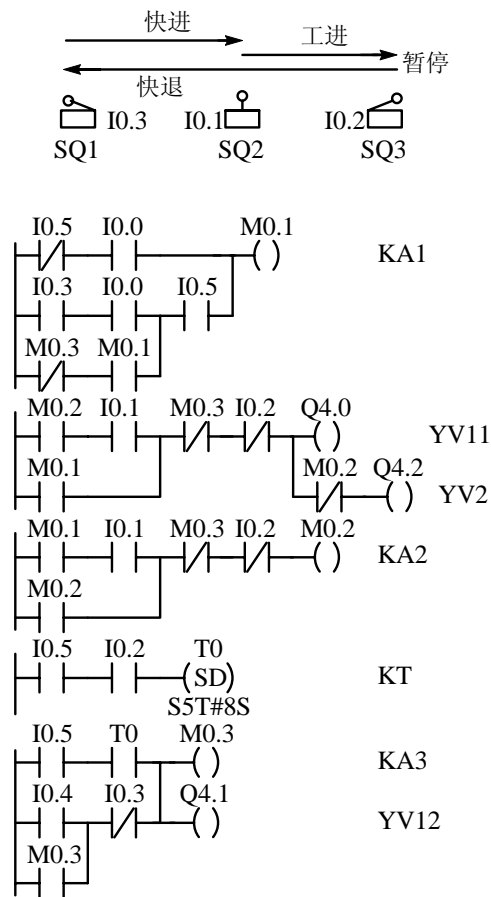 快进
工进
暂停
快退
I0.3 I0.1 I0.2
SQ1 SQ2 SQ3
I0.5 I0.0 M0.1
KA1
I0.3 I0.0 I0.5
M0.3 M0.1
M0.2 I0.1 M0.3 I0.2 Q4.0
YV11
M0.1 M0.2 Q4.2
YV2
M0.1 I0.1 M0.3 I0.2 M0.2
KA2
M0.2
I0.5 I0.2 T0
SD KT
S5T#8S
I0.5 T0 M0.3
KA3
I0.4 I0.3 Q4.1
YV12
M0.3